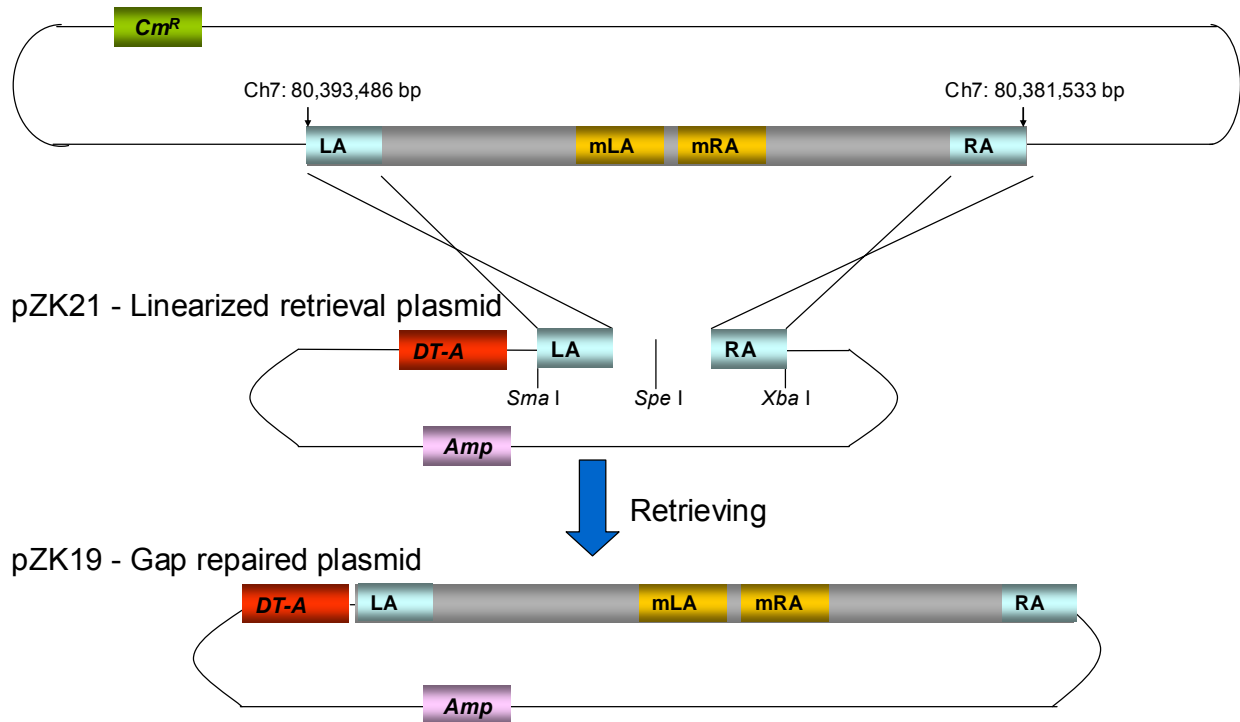 Cmᴿ
Ch7: 80,393,486 bp
Ch7: 80,381,533 bp
LA
mLA
mRA
RA
pZK21 - Linearized retrieval plasmid
DT-A
LA
RA
Sma I
Spe I
Xba I
Amp
Retrieving
pZK19 - Gap repaired plasmid
DT-A
LA
mLA
mRA
RA
Amp